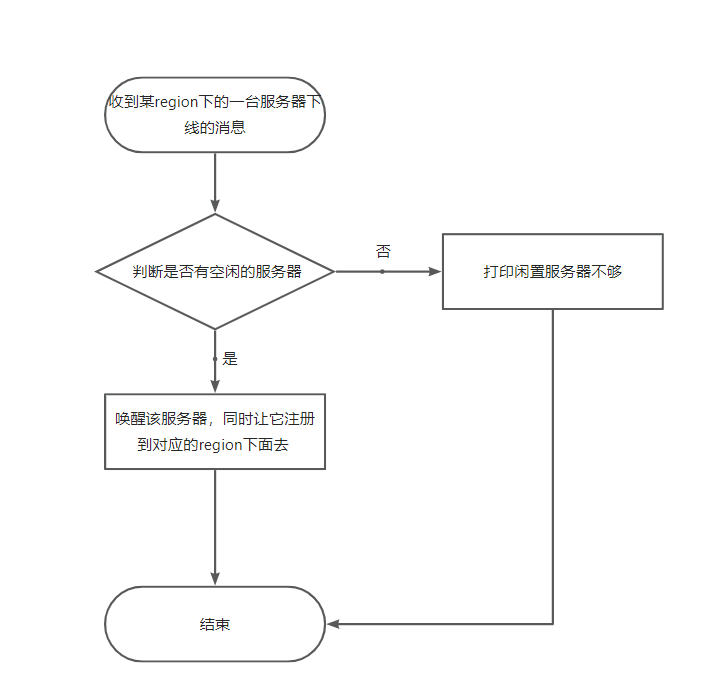 收到某region下的一台服务器下
线的消息
否
判断是否有空闲的服务器
打印闲置服务器不够
是
唤醒该服务器，同时让它注册
到对应的region下面去
结束